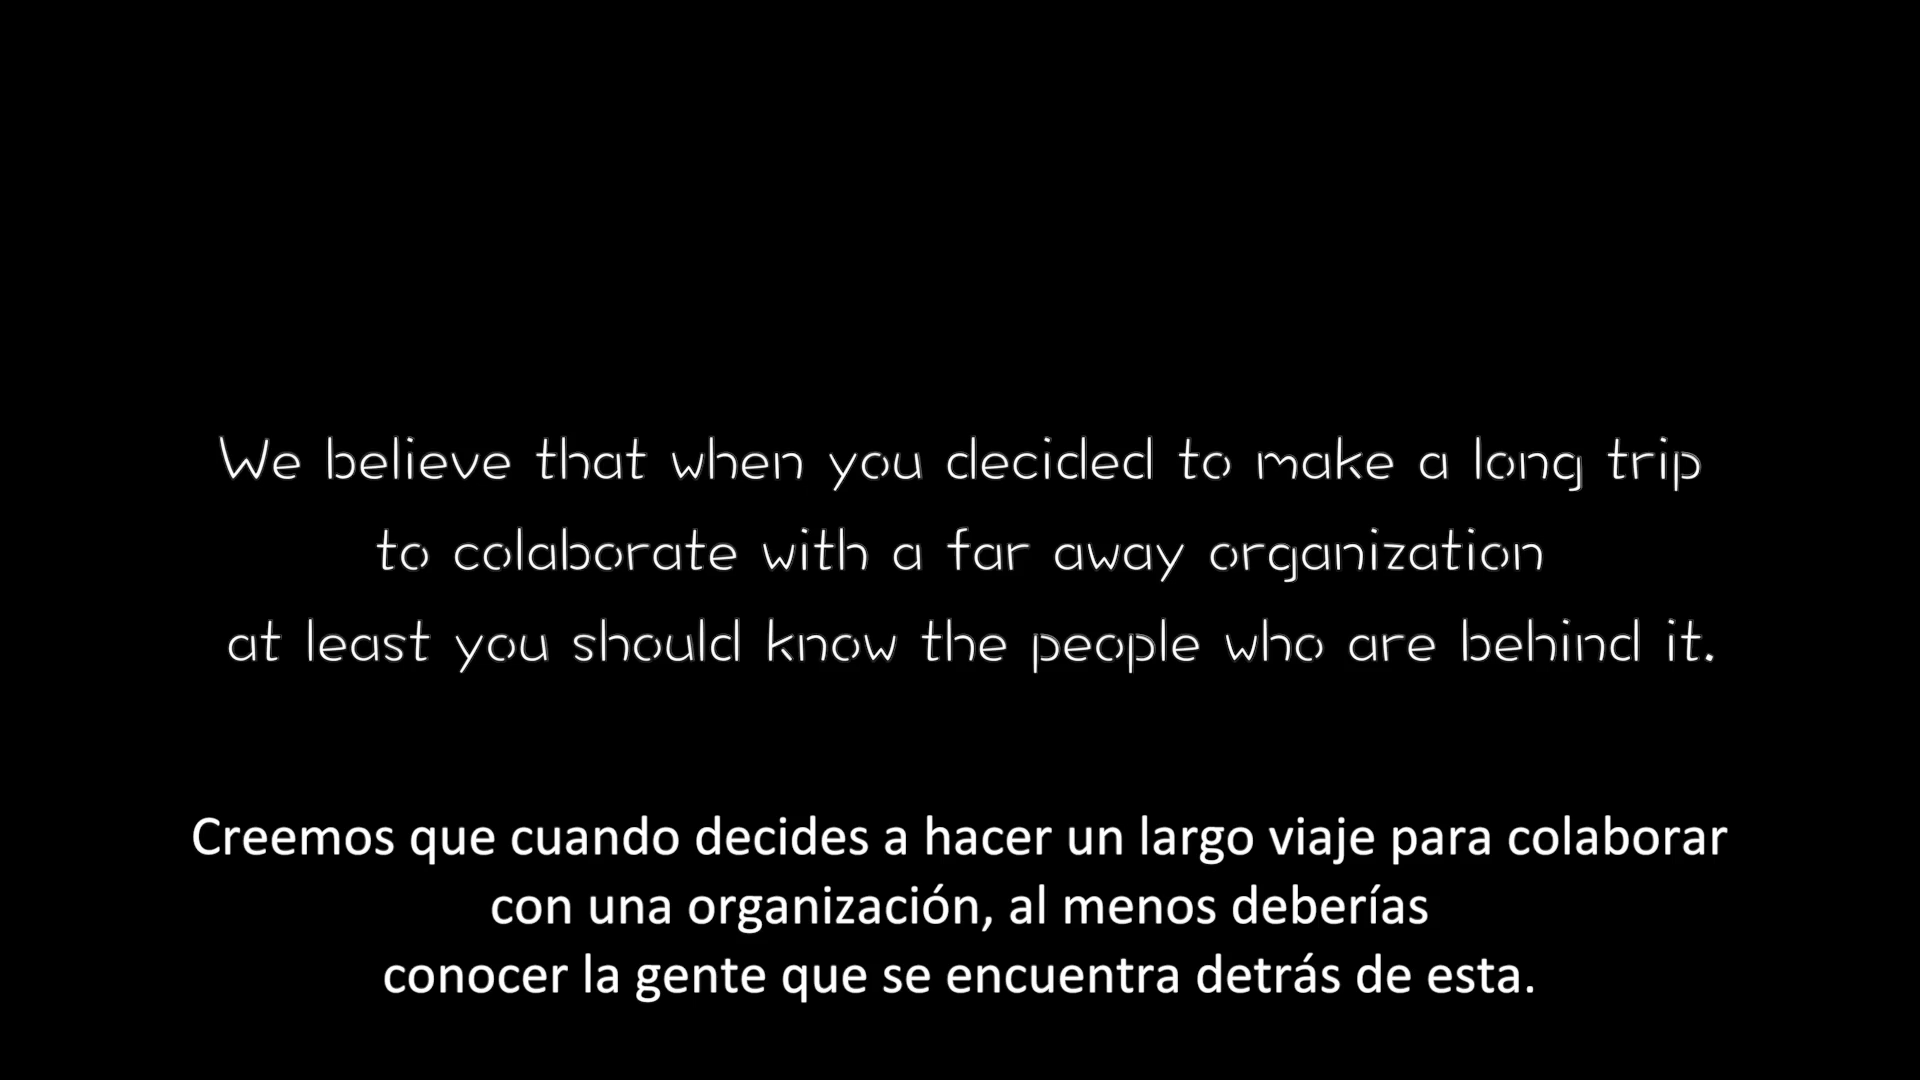 We believe that when you decided to make a long trip
to colaborate with a far away organization
at least you should know the people who are behind it.
Creemos que cuando decides a hacer un largo viaje para colaborar
con una organización, al menos deberías
conocer la gente que se encuentra detrás de esta.